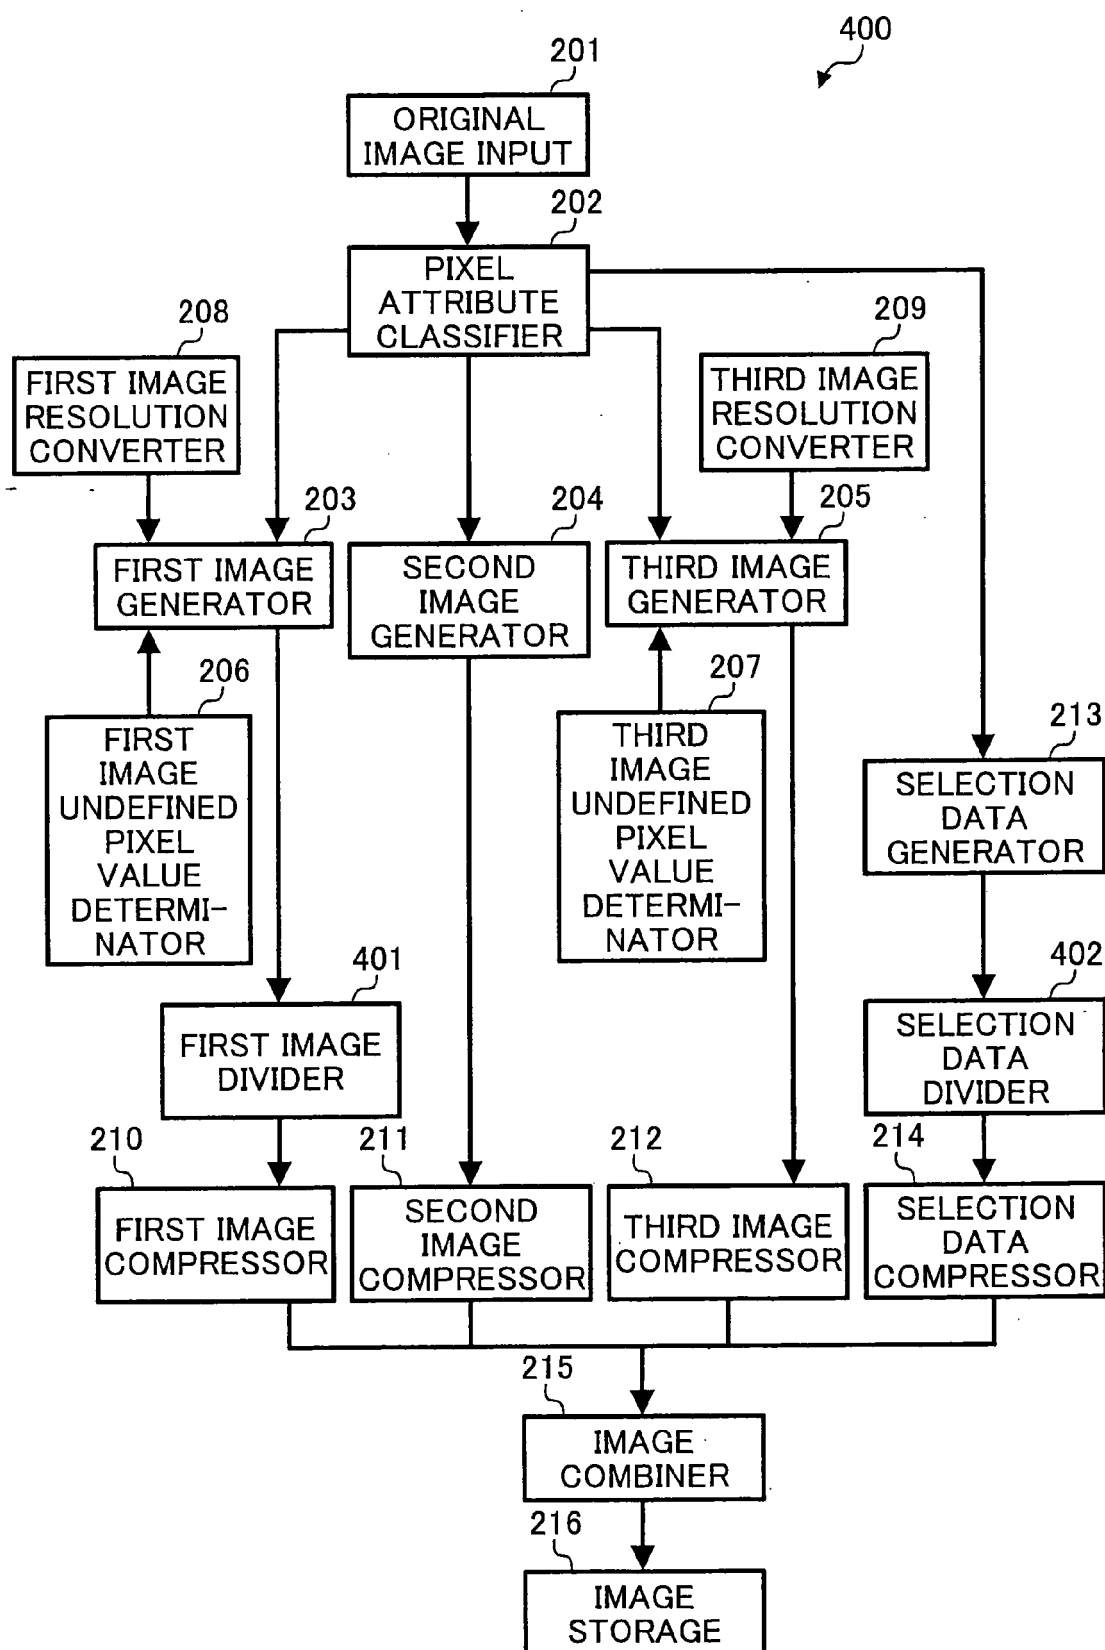 400
201
ORIGINAL
IMAGE INPUT
202
PIXEL
ATTRIBUTE
CLASSIFIER
208
FIRST IMAGE
RESOLUTION
CONVERTER
209
THIRD IMAGE
RESOLUTION
CONVERTER
203
FIRST IMAGE
GENERATOR
204
SECOND
IMAGE
GENERATOR
205
THIRD IMAGE
GENERATOR
206
FIRST
IMAGE
UNDEFINED
PIXEL
VALUE
DETERMI-
NATOR
207
THIRD
IMAGE
UNDEFINED
PIXEL
VALUE
DETERMI-
NATOR
213
SELECTION
DATA
GENERATOR
401
FIRST IMAGE
DIVIDER
402
SELECTION
DATA
DIVIDER
210
FIRST IMAGE
COMPRESSOR
211
SECOND
IMAGE
COMPRESSOR
212
THIRD IMAGE
COMPRESSOR
214
SELECTION
DATA
COMPRESSOR
215
IMAGE
COMBINER
216
IMAGE
STORAGE